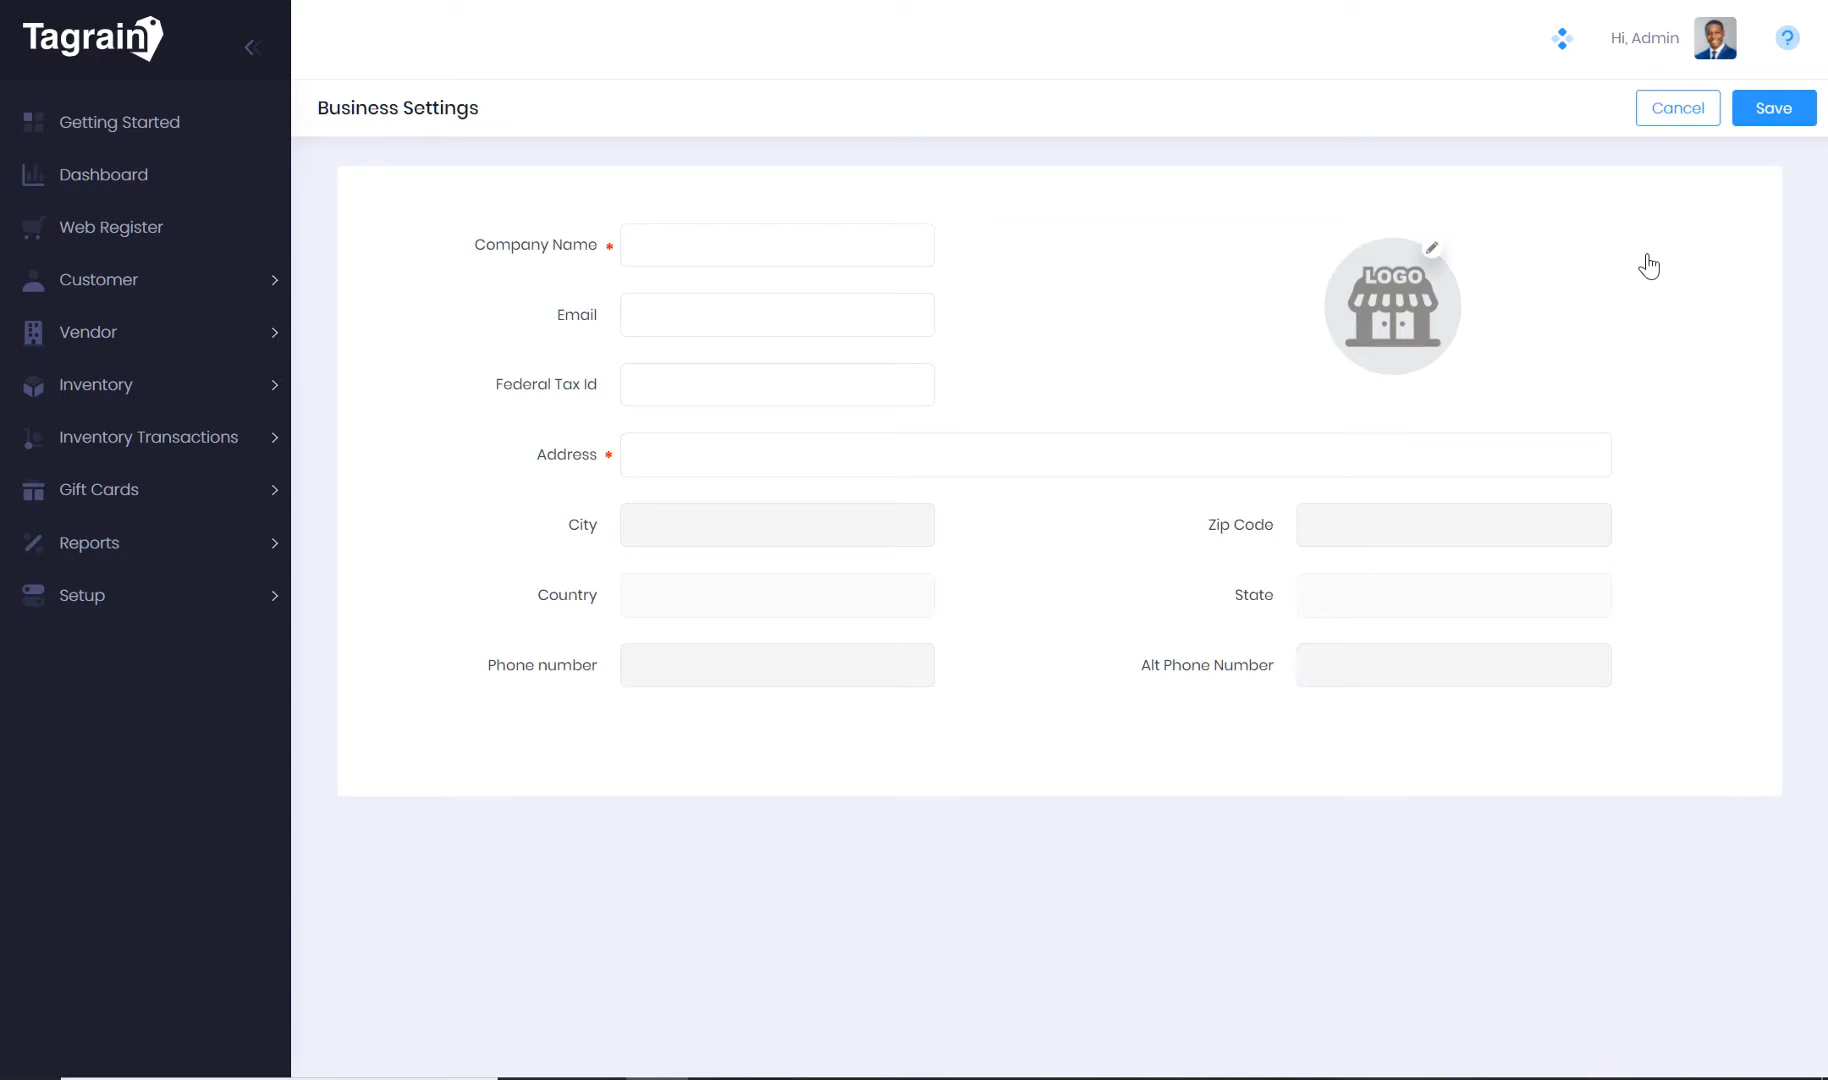 Tagrain
Hi, Admin
?
Business Settings
Cancel
Save
Getting Started
Dashboard
Web Register
Customer
Vendor
Inventory
Inventory Transactions
Gift Cards
Reports
Setup
Company Name *
LOGO
Email
Federal Tax Id
Address *
City
Zip Code
Country
State
Phone number
Alt Phone Number